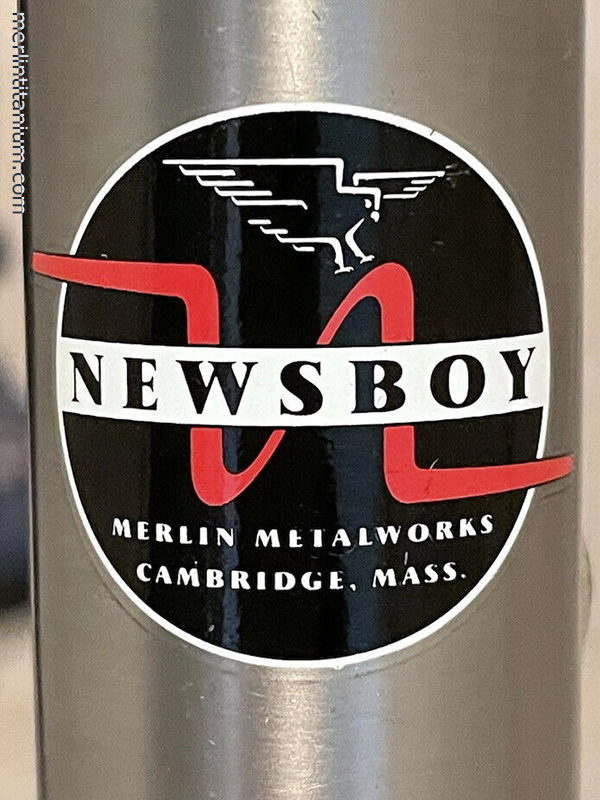 merlintitanium.com
NEWSBOY
MERLIN METALWORKS
CAMBRIDGE, MASS.